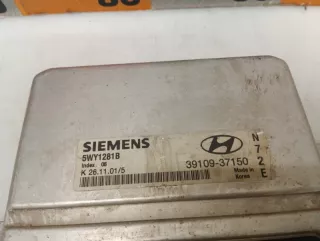 SIEMENS
5WY1281B
Index 08
K 26.11.01/5
39109-37150
Made in
Korea
N
7
2
E